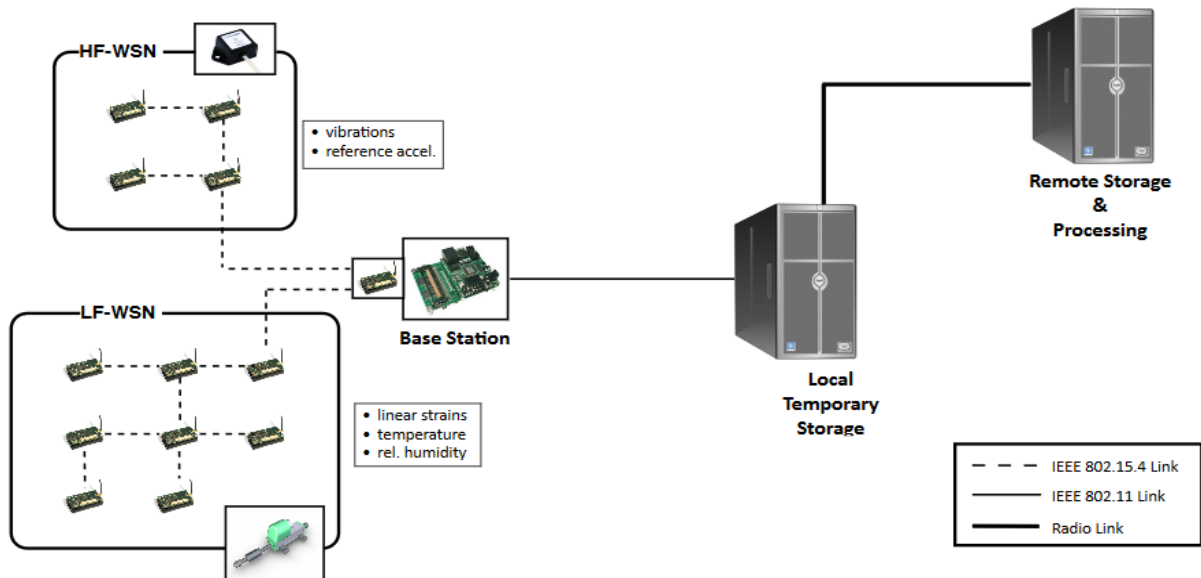 HF-WSN
• vibrations
• reference accel.
Remote Storage
&
Processing
LF-WSN
Base Station
• linear strains
• temperature
• rel. humidity
Local
Temporary
Storage
IEEE 802.15.4 Link
IEEE 802.11 Link
Radio Link